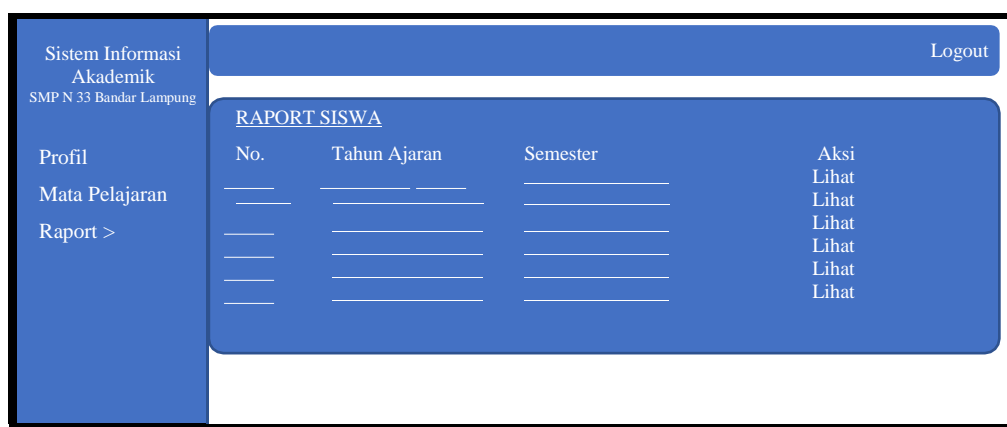 Sistem Informasi
Akademik
SMP N 33 Bandar Lampung
Profil
Mata Pelajaran
Raport >
Logout
RAPORT SISWA
No. Tahun Ajaran Semester Aksi
Lihat
Lihat
Lihat
Lihat
Lihat
Lihat